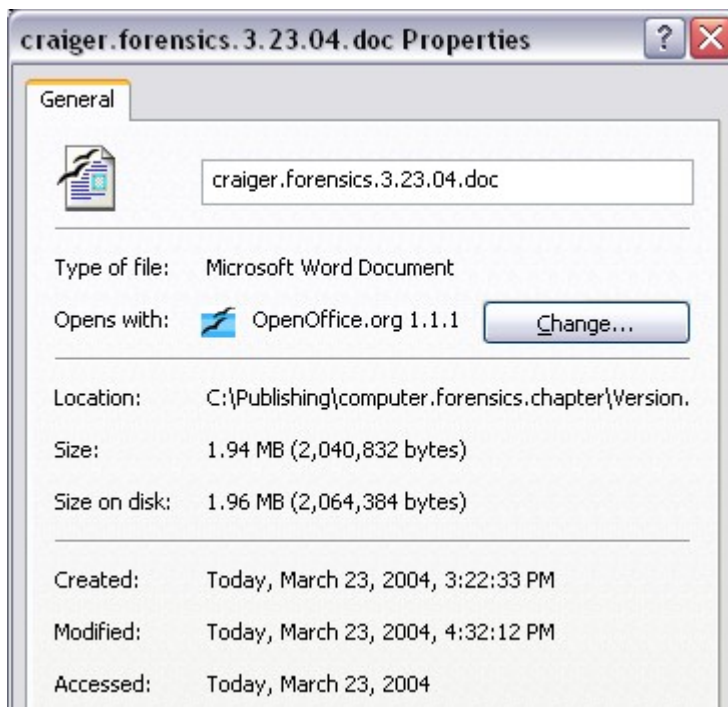 craiger.forensics.3.23.04.doc Properties
General
craiger.forensics.3.23.04.doc
Type of file: Microsoft Word Document
Opens with: OpenOffice.org 1.1.1 Change...
Location: C:\Publishing\computer.forensics.chapter\Version.
Size: 1.94 MB (2,040,832 bytes)
Size on disk: 1.96 MB (2,064,384 bytes)
Created: Today, March 23, 2004, 3:22:33 PM
Modified: Today, March 23, 2004, 4:32:12 PM
Accessed: Today, March 23, 2004